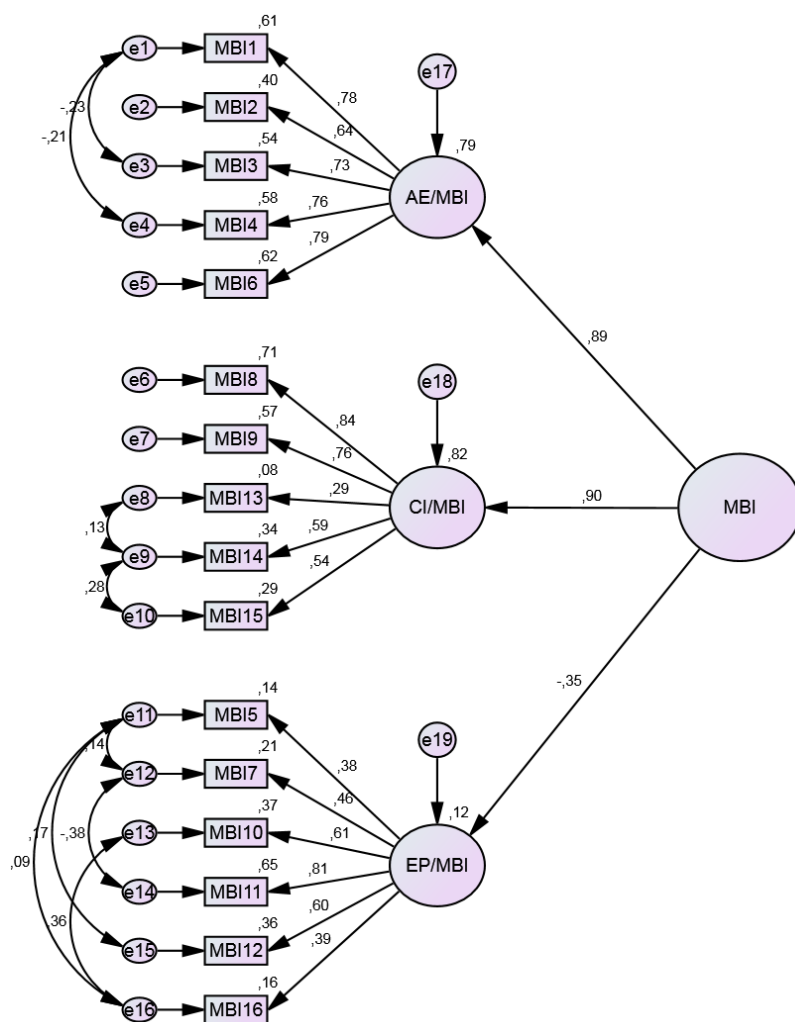 ,61
e1
MBI1
e17
,40
,78
e2
MBI2
-,23
,64
,79
-,21
,54
e3
MBI3
,73
AE/MBI
,58
,76
e4
MBI4
,79
,62
e5
MBI6
,89
,71
e6
MBI8
e18
,57
,84
e7
MBI9
,76
,82
,08
e8
MBI13
,29
CI/MBI
,90
MBI
,13
,34
,59
e9
MBI14
,54
,28
,29
e10
MBI15
-,35
,14
e11
MBI5
e19
,14
,21
,38
e12
MBI7
,46
,12
,37
,17
-,38
e13
MBI10
,61
,09
EP/MBI
,65
,81
e14
MBI11
,60
,36
,36
e15
MBI12
,39
,16
e16
MBI16